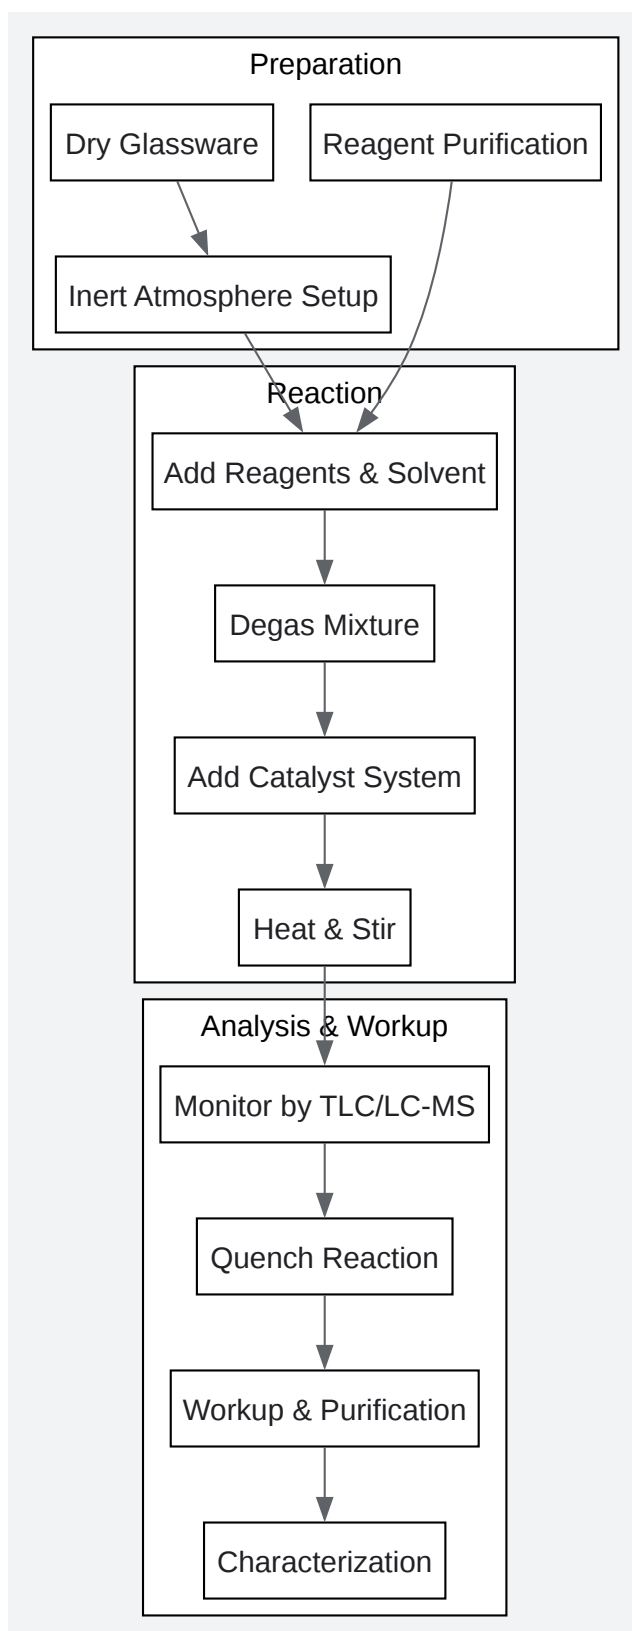 Preparation
Dry Glassware
Reagent Purification
Inert Atmosphere Setup
Reaction
Add Reagents & Solvent
Degas Mixture
Add Catalyst System
Heat & Stir
Analysis & Workup
Monitor by TLC/LC-MS
Quench Reaction
Workup & Purification
Characterization